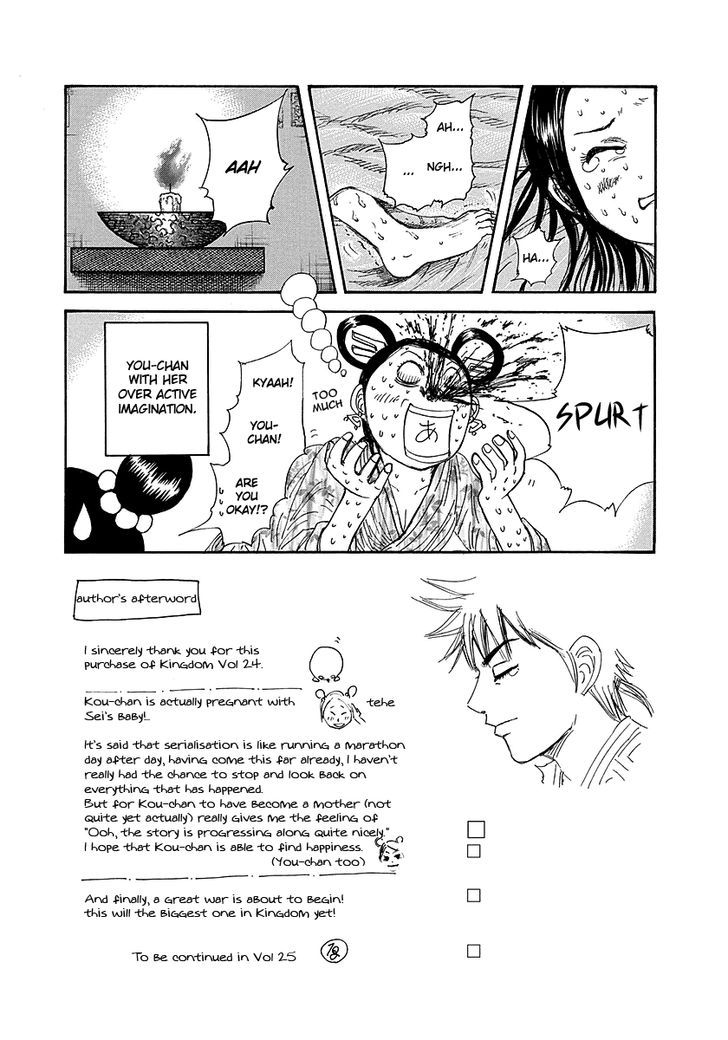 AAH
AH...
NGH...
...
HA...
YOU-CHAN
WITH HER
OVER ACTIVE
IMAGINATION.
KYAAH!
YOU-
CHAN!
ARE
YOU
OKAY!?
TOO
MUCH
あ
SPURT
author's afterword
I sincerely thank you for this
purchase of Kingdom Vol 24.
Kou-chan is actually pregnant with
Sei's baby!..
tehe
It's said that serialisation is like running a marathon
day after day, having come this far already, I haven't
really had the chance to stop and look back on
everything that has happened.
But for Kou-chan to have become a mother (not
quite yet actually) really gives me the feeling of
"Ooh, the story is progressing along quite nicely."
I hope that Kou-chan is able to find happiness.
(You-chan too)
And finally, a great war is about to begin!
this will the biggest one in Kingdom yet!
To be continued in Vol 25